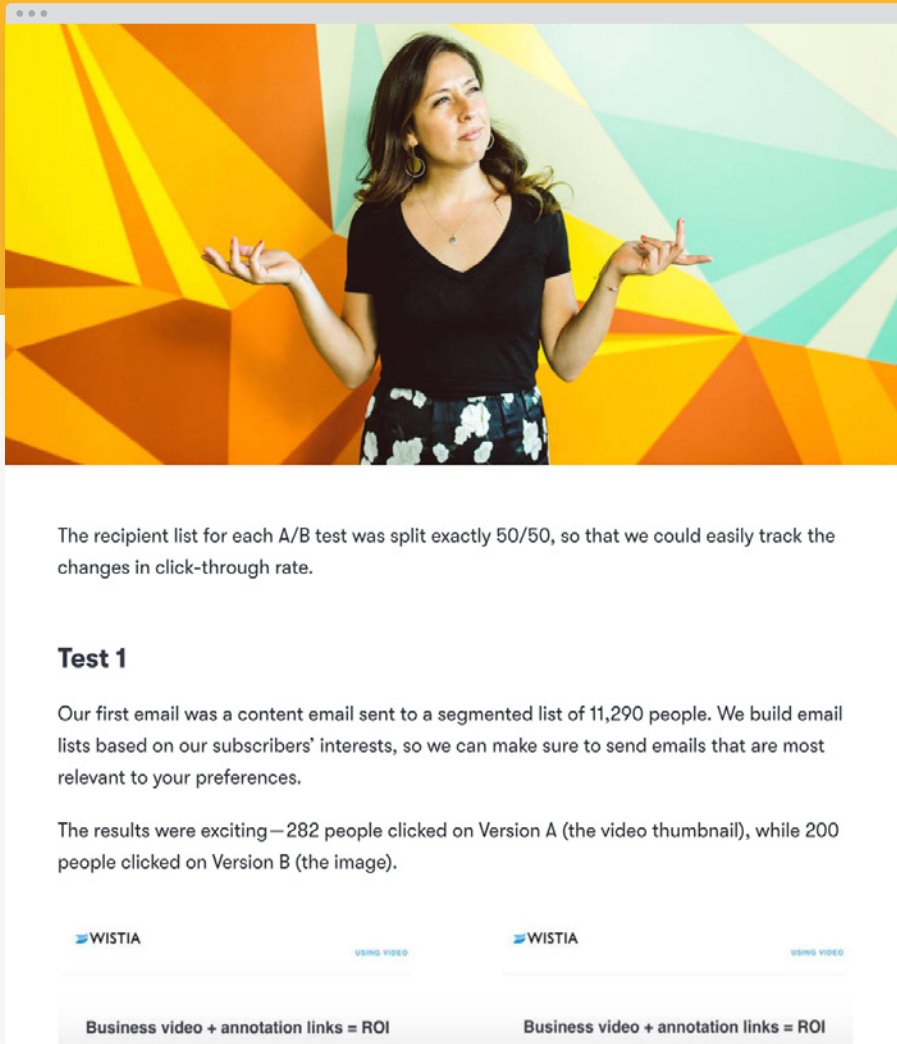 The recipient list for each A/B test was split exactly 50/50, so that we could easily track the
changes in click-through rate.
Test 1
Our first email was a content email sent to a segmented list of 11,290 people. We build email
lists based on our subscribers’ interests, so we can make sure to send emails that are most
relevant to your preferences.
The results were exciting—282 people clicked on Version A (the video thumbnail), while 200
people clicked on Version B (the image).
WISTIA
USING VIDEO
Business video + annotation links = ROI
WISTIA
USING VIDEO
Business video + annotation links = ROI